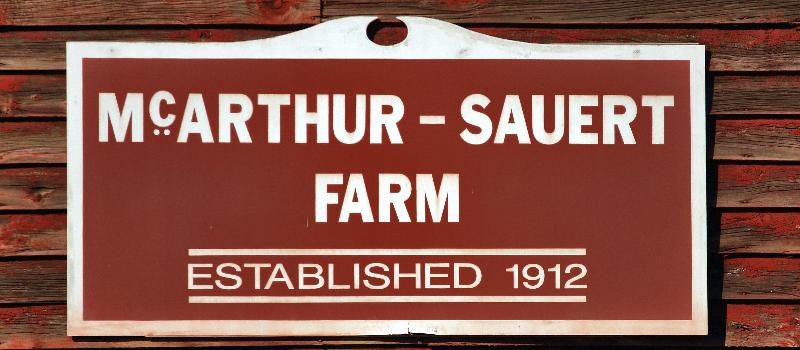 McARTHUR – SAUERT
FARM
ESTABLISHED 1912